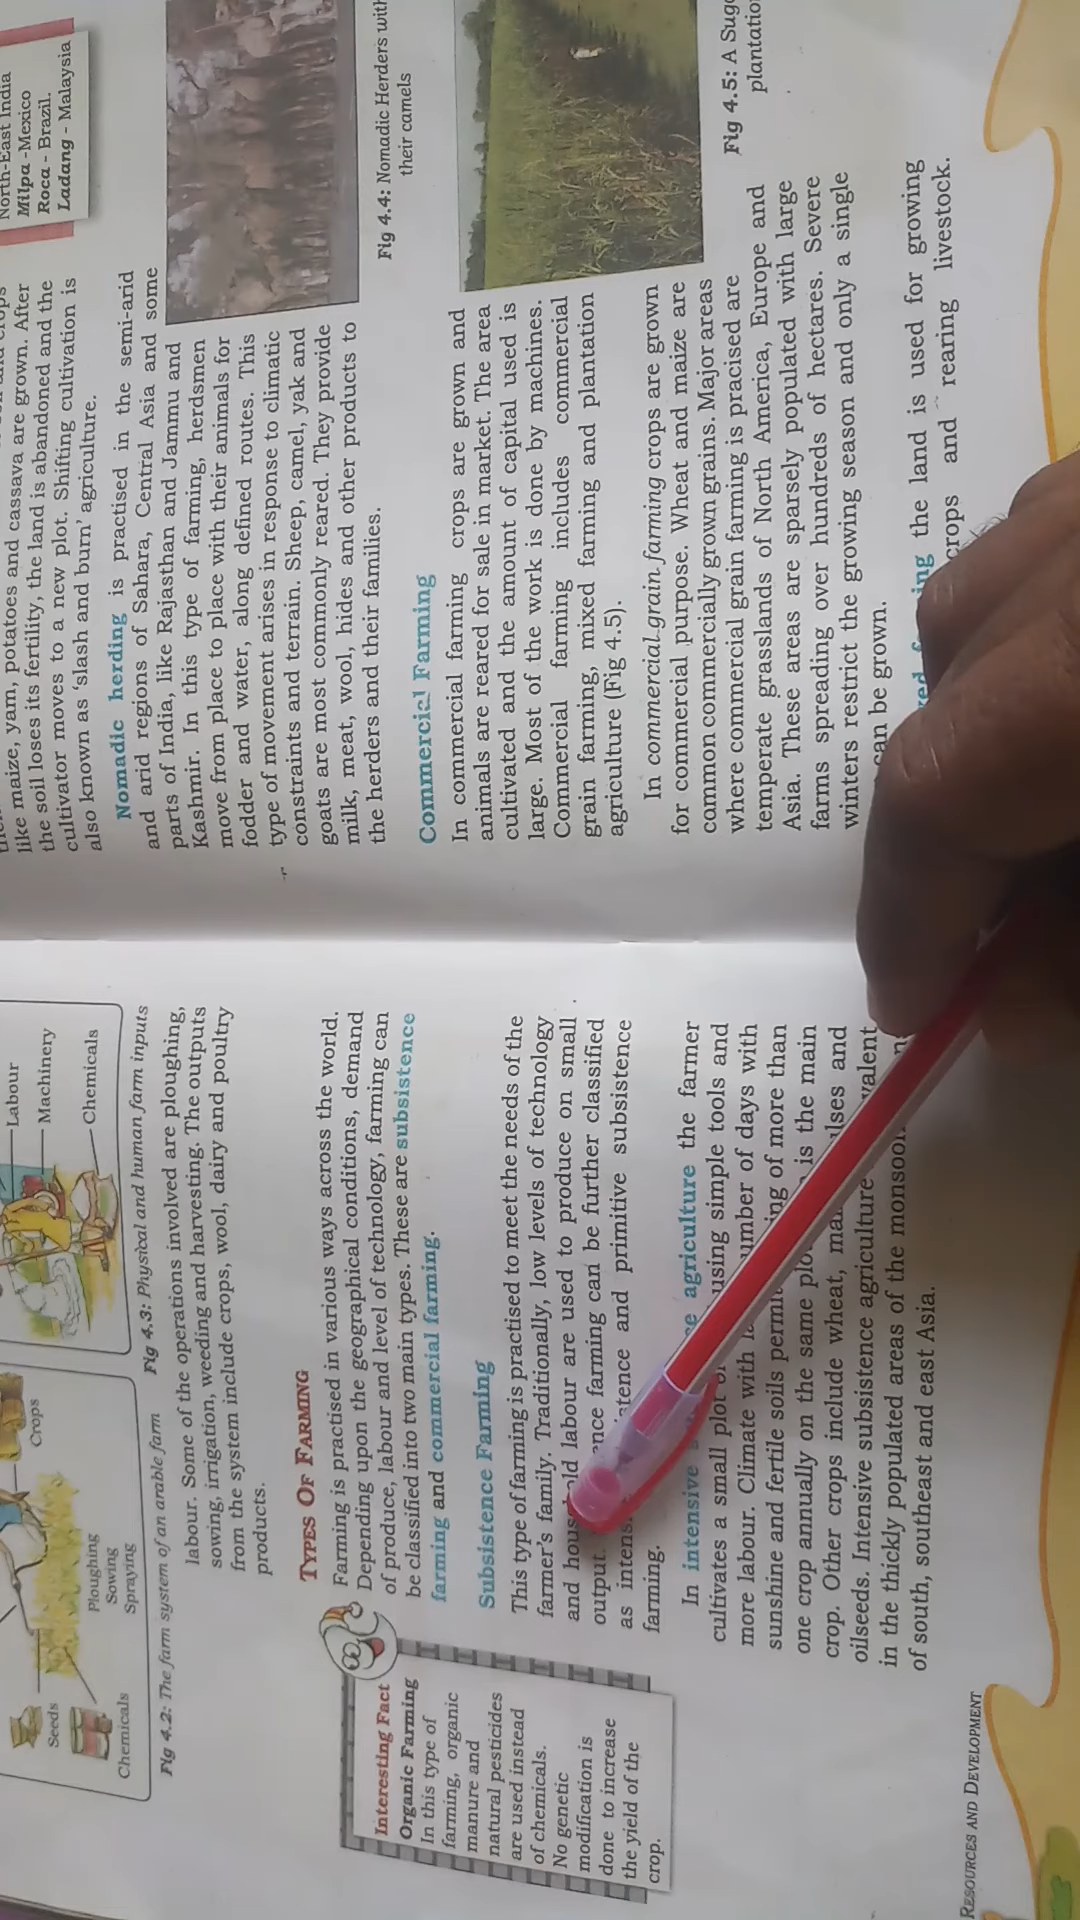 Labour
Machinery
Chemicals
Crops
Ploughing
Sowing
Spraying
Seeds
Chemicals
Fig 4.2: The farm system of an arable farm
Fig 4.3: Physical and human farm inputs
labour. Some of the operations involved are ploughing,
sowing, irrigation, weeding and harvesting. The outputs
from the system include crops, wool, dairy and poultry
products.
TYPES OF FARMING
Farming is practised in various ways across the world.
Depending upon the geographical conditions, demand
of produce, labour and level of technology, farming can
be classified into two main types. These are subsistence
farming and commercial farming.
Subsistence Farming
This type of farming is practised to meet the needs of the
farmer's family. Traditionally, low levels of technology
and household labour are used to produce on small
output. farming can be further classified
as and primitive subsistence
farming.
In intensive agriculture the farmer
cultivates a small plot using simple tools and
more labour. Climate with number of days with
sunshine and fertile soils of more than
one crop annually on the same is the main
crop. Other crops include wheat, and
oilseeds. Intensive subsistence agriculture
in the thickly populated areas of the
of south, southeast and east Asia.
Interesting Fact
Organic Farming
In this type of
farming, organic
manure and
natural pesticides
are used instead
of chemicals.
No genetic
modification is
done to increase
the yield of the
crop.
RESOURCES AND DEVELOPMENT
North-East India
Milpa -Mexico
Roca - Brazil.
Ladang - Malaysia
like maize, yam, potatoes and cassava are grown. After
the soil loses its fertility, the land is abandoned and the
cultivator moves to a new plot. Shifting cultivation is
also known as 'slash and burn' agriculture.
Nomadic herding is practised in the semi-arid
and arid regions of Sahara, Central Asia and some
parts of India, like Rajasthan and Jammu and
Kashmir. In this type of farming, herdsmen
move from place to place with their animals for
fodder and water, along defined routes. This
type of movement arises in response to climatic
constraints and terrain. Sheep, camel, yak and
goats are most commonly reared. They provide
milk, meat, wool, hides and other products to
the herders and their families.
Fig 4.4: Nomadic Herders with
their camels
Commercial Farming
In commercial farming crops are grown and
animals are reared for sale in market. The area
cultivated and the amount of capital used is
large. Most of the work is done by machines.
Commercial farming includes commercial
grain farming, mixed farming and plantation
agriculture (Fig 4.5).
Fig 4.5: A
In commercial grain farming crops are grown
for commercial purpose. Wheat and maize are
common commercially grown grains. Major areas
where commercial grain farming is pracised are
temperate grasslands of North America, Europe and
Asia. These areas are sparsely populated with large
farms spreading over hundreds of hectares. Severe
winters restrict the growing season and only a single
can be grown.
the land is used for growing
crops and rearing livestock.